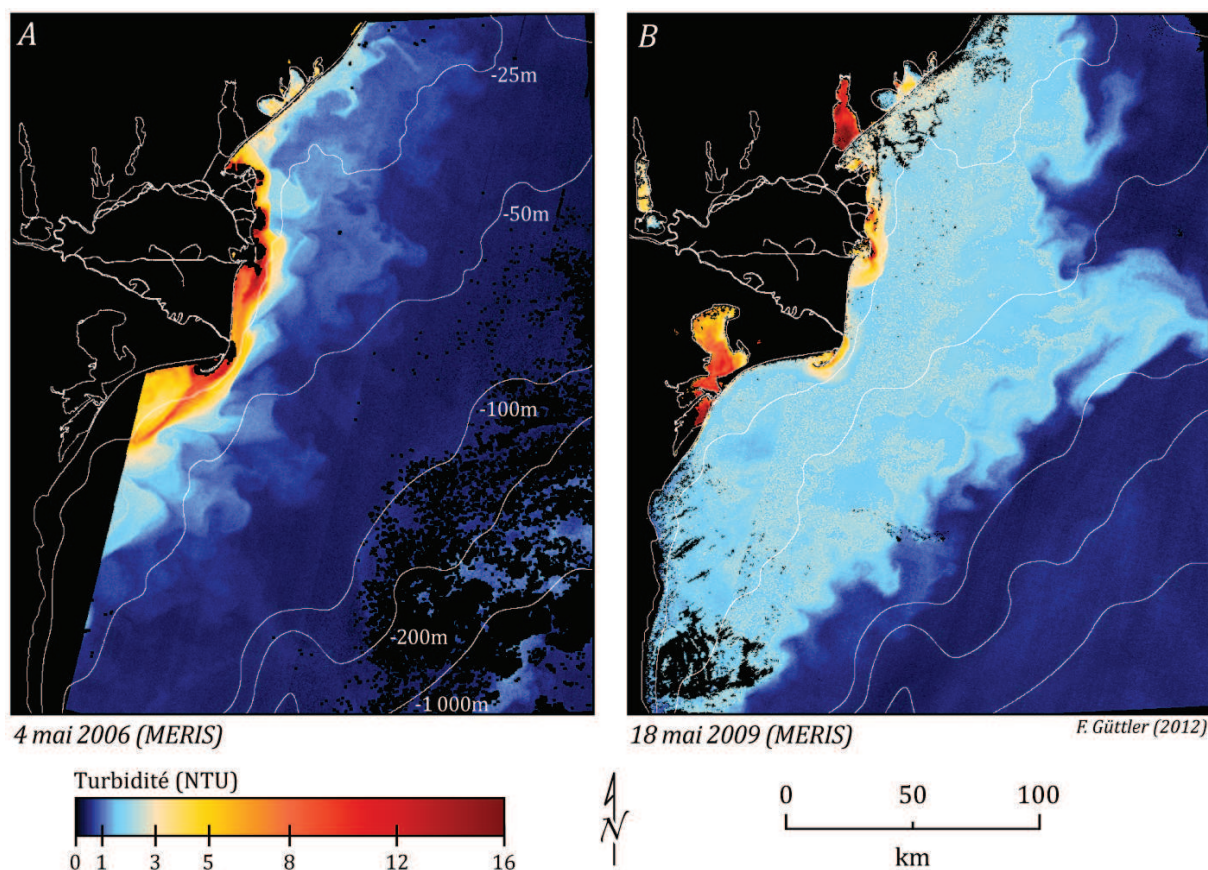 A
B
-25m
-50m
-100m
-200m
-1 000m
4 mai 2006 (MERIS)
18 mai 2009 (MERIS)
F. Güttler (2012)
Turbidité (NTU)
0 1 3 5 8 12 16
N
0 50 100
km